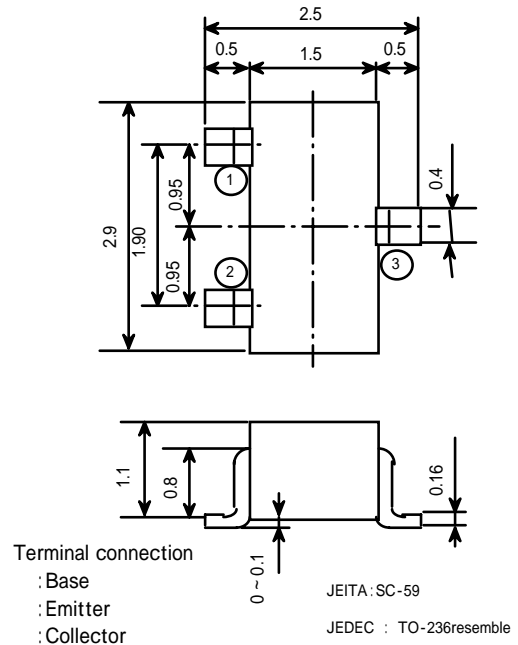 2.5
0.5 1.5 0.5
①
0.95
0.4
2.9
1.90
0.95
②
③
1.1
0.8
0.16
0 ~ 0.1
Terminal connection
:Base
:Emitter
:Collector
JEITA:SC-59
JEDEC : TO-236resemble